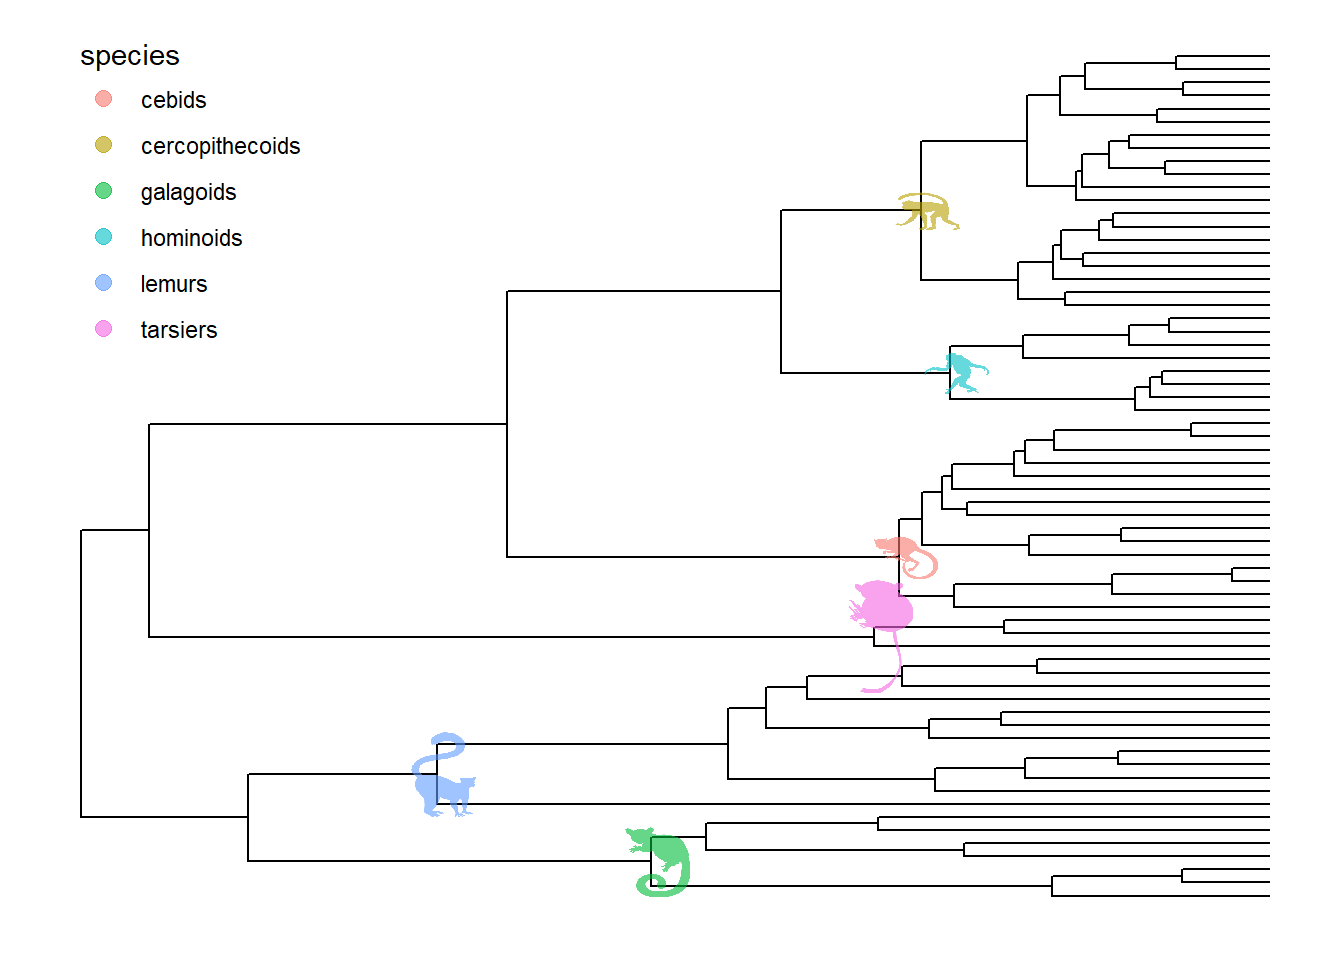 species
cebids
cercopithecoids
galagoids
hominoids
lemurs
tarsiers